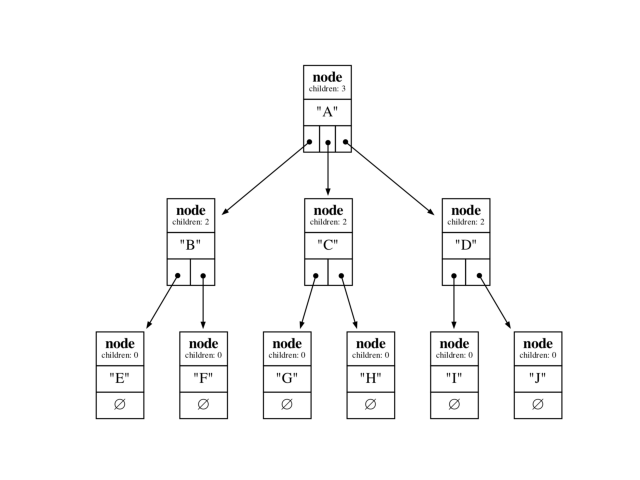 node
children: 3
"A"
node
children: 2
"B"
node
children: 2
"C"
node
children: 2
"D"
node
children: 0
"E"
∅
node
children: 0
"F"
∅
node
children: 0
"G"
∅
node
children: 0
"H"
∅
node
children: 0
"I"
∅
node
children: 0
"J"
∅